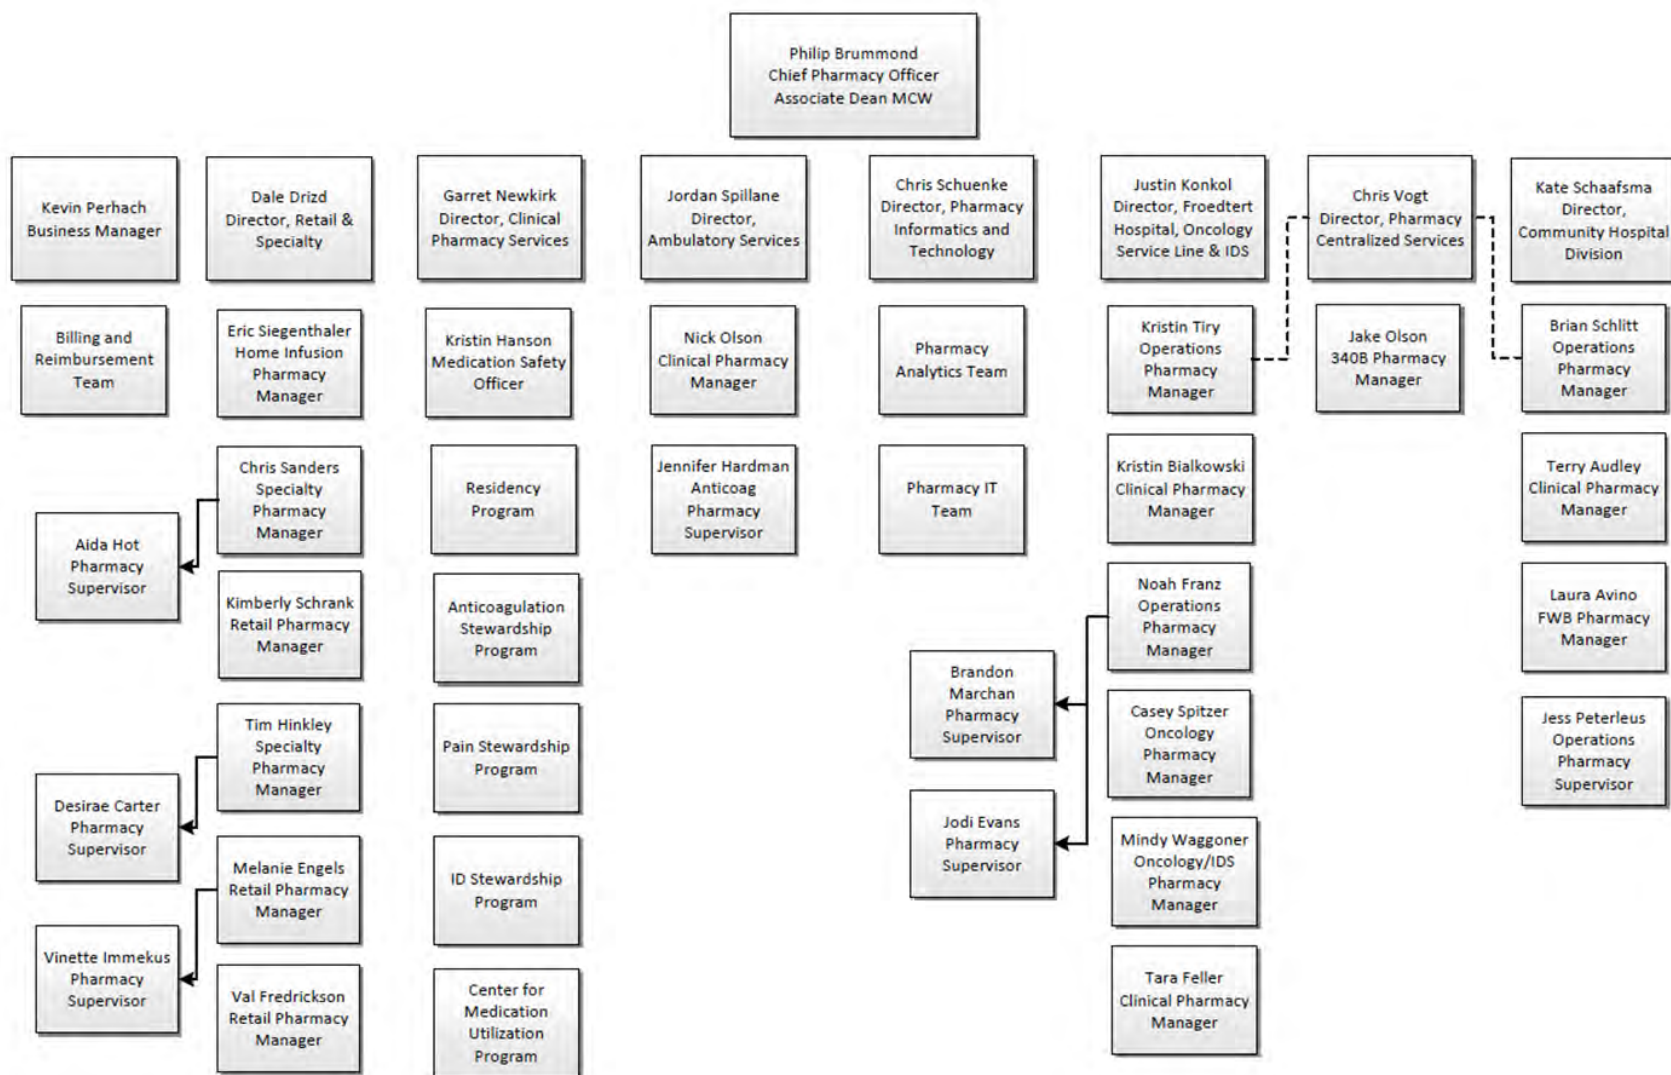 Philip Brummond
Chief Pharmacy Officer
Associate Dean MCW
Kevin Perhach
Business Manager
Dale Drizd
Director, Retail &
Specialty
Garret Newkirk
Director, Clinical
Pharmacy Services
Jordan Spillane
Director,
Ambulatory Services
Chris Schuenke
Director, Pharmacy
Informatics and
Technology
Justin Konkol
Director, Froedtert
Hospital, Oncology
Service Line & IDS
Chris Vogt
Director, Pharmacy
Centralized Services
Kate Schaafsma
Director,
Community Hospital
Division
Billing and
Reimbursement
Team
Eric Siegenthaler
Home Infusion
Pharmacy
Manager
Kristin Hanson
Medication Safety
Officer
Nick Olson
Clinical Pharmacy
Manager
Pharmacy
Analytics Team
Kristin Tiry
Operations
Pharmacy
Manager
Jake Olson
340B Pharmacy
Manager
Brian Schlitt
Operations
Pharmacy
Manager
Chris Sanders
Specialty
Pharmacy
Manager
Residency
Program
Jennifer Hardman
Anticoag
Pharmacy
Supervisor
Pharmacy IT
Team
Kristin Bialkowski
Clinical Pharmacy
Manager
Terry Audley
Clinical Pharmacy
Manager
Aida Hot
Pharmacy
Supervisor
Kimberly Schrank
Retail Pharmacy
Manager
Anticoagulation
Stewardship
Program
Noah Franz
Operations
Pharmacy
Manager
Laura Avino
FWB Pharmacy
Manager
Brandon
Marchan
Pharmacy
Supervisor
Tim Hinkley
Specialty
Pharmacy
Manager
Pain Stewardship
Program
Casey Spitzer
Oncology
Pharmacy
Manager
Jess Peterleus
Operations
Pharmacy
Supervisor
Desirae Carter
Pharmacy
Supervisor
Jodi Evans
Pharmacy
Supervisor
Melanie Engels
Retail Pharmacy
Manager
ID Stewardship
Program
Mindy Waggoner
Oncology/IDS
Pharmacy
Manager
Vinette Immekus
Pharmacy
Supervisor
Val Fredrickson
Retail Pharmacy
Manager
Center for
Medication
Utilization
Program
Tara Feller
Clinical Pharmacy
Manager